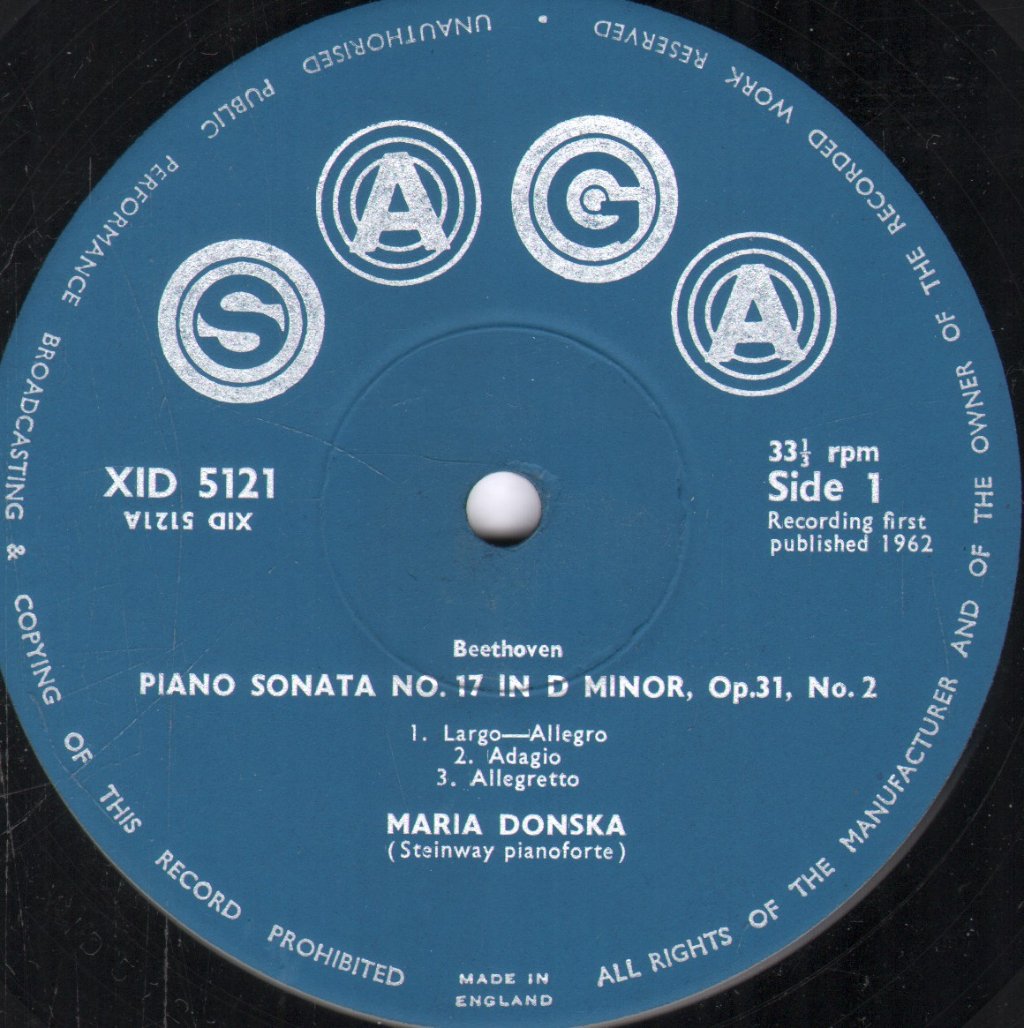 SAGA
XID 5121
XID 5121A
33⅓ rpm
Side 1
Recording first
published 1962
Beethoven
PIANO SONATA NO. 17 IN D MINOR, Op.31, No. 2
1. Largo—Allegro
2. Adagio
3. Allegretto
MARIA DONSKA
(Steinway pianoforte)
MADE IN
ENGLAND
ALL RIGHTS OF THE MANUFACTURER AND OF THE OWNER OF THE RECORDED WORK RESERVED · UNAUTHORISED PUBLIC PERFORMANCE BROADCASTING & COPYING OF THIS RECORD PROHIBITED